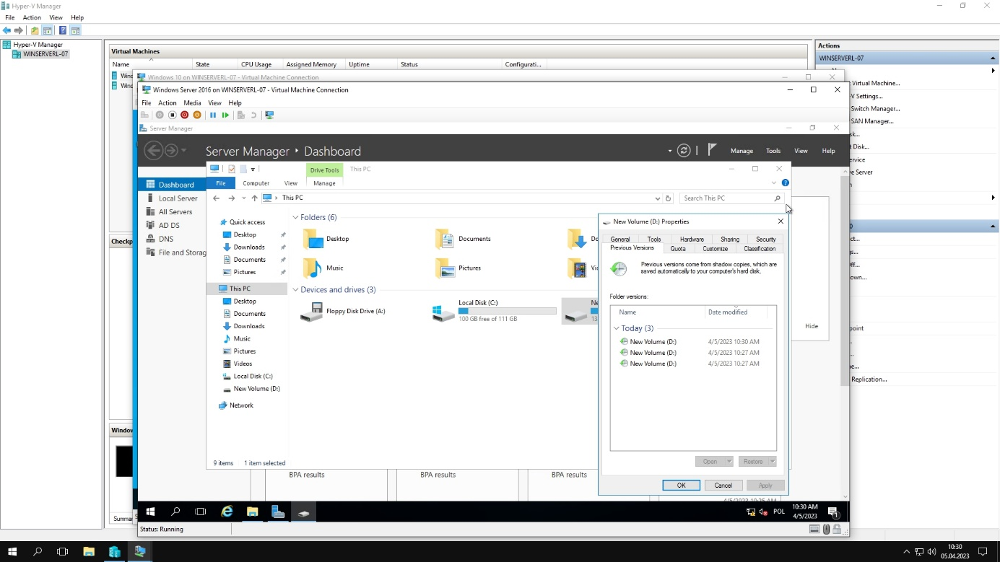 Hyper-V Manager
File Action View Help
Hyper-V Manager
WINSERVERL-07
Virtual Machines
Name State CPU Usage Assigned Memory Uptime Status Configurati...
Wind
Wind
Checkp
Window
Summar
Actions
WINSERVERL-07
Virtual Machine...
-V Settings...
Switch Manager...
SAN Manager...
sk...
t Disk...
ervice
ve Server
0
ct...
gs...
ff...
own...
point
Replication...
Windows 10 on WINSERVERL-07 - Virtual Machine Connection
Windows Server 2016 on WINSERVERL-07 - Virtual Machine Connection
File Action Media View Help
Server Manager
Server Manager • Dashboard
Manage Tools View Help
Dashboard
Local Server
All Servers
AD DS
DNS
File and Storag
Hide
BPA results BPA results BPA results
4/5/2023 10:25 AM
Drive Tools This PC
File Computer View Manage
This PC
Search This PC
Quick access
Desktop
Downloads
Documents
Pictures
This PC
Desktop
Documents
Downloads
Music
Pictures
Videos
Local Disk (C:)
New Volume (D:)
Network
Folders (6)
Desktop Documents Do
Music Pictures Vi
Devices and drives (3)
Floppy Disk Drive (A:)
Local Disk (C:)
100 GB free of 111 GB
Ne
13
9 items 1 item selected
New Volume (D:) Properties
General Tools Hardware Sharing Security
Previous Versions Quota Customize Classification
Previous versions come from shadow copies, which are
saved automatically to your computer's hard disk.
Folder versions:
Name Date modified
Today (3)
New Volume (D:) 4/5/2023 10:30 AM
New Volume (D:) 4/5/2023 10:27 AM
New Volume (D:) 4/5/2023 10:27 AM
Open Restore
OK Cancel Apply
POL
10:30 AM
4/5/2023
1
Status: Running
10:30
05.04.2023